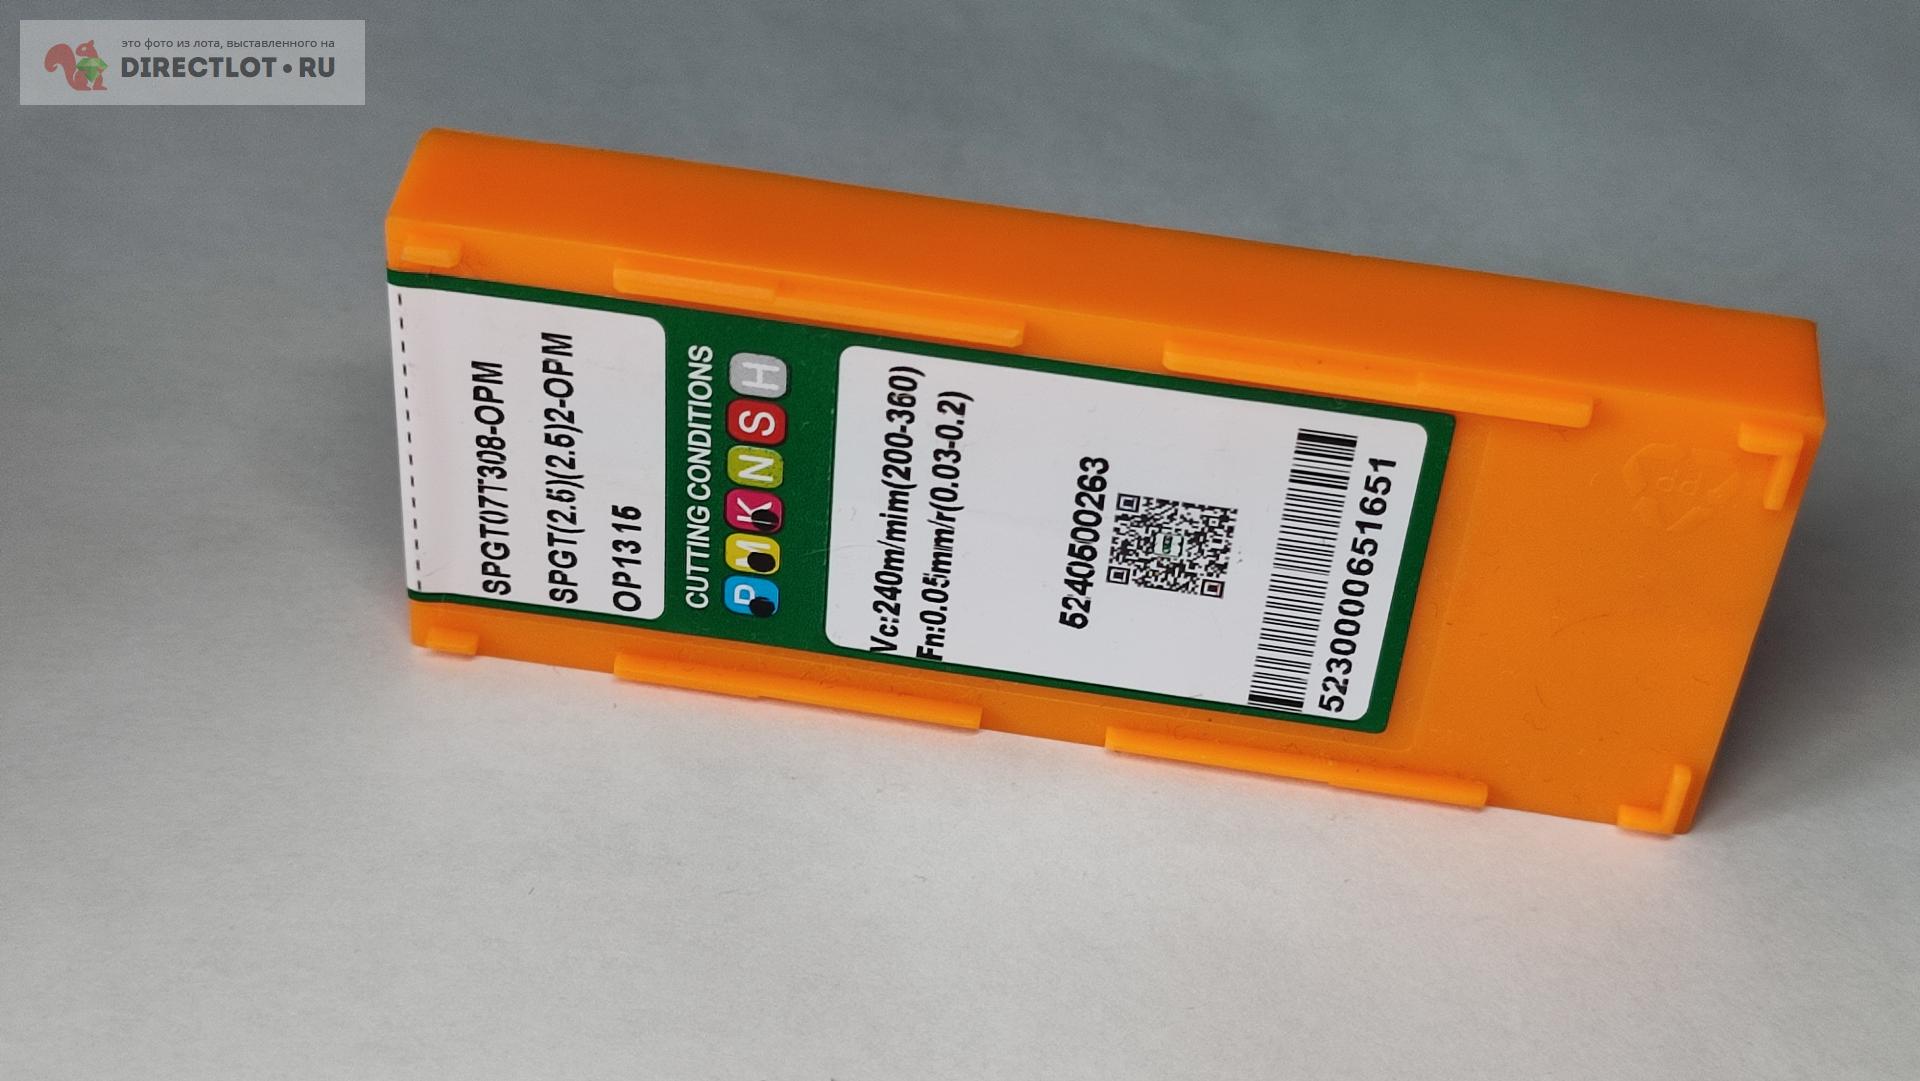 это фото из лота, выставленного на
DIRECTLOT•RU
SPGT07T308-OPM
SPGT(2.5)(2.5)2-OPM
OP1315
CUTTING CONDITIONS
P M K N S H
Vc:240m/mim(200-360)
Fn:0.05mm/r(0.03-0.2)
5240500263
5230000651651
PP